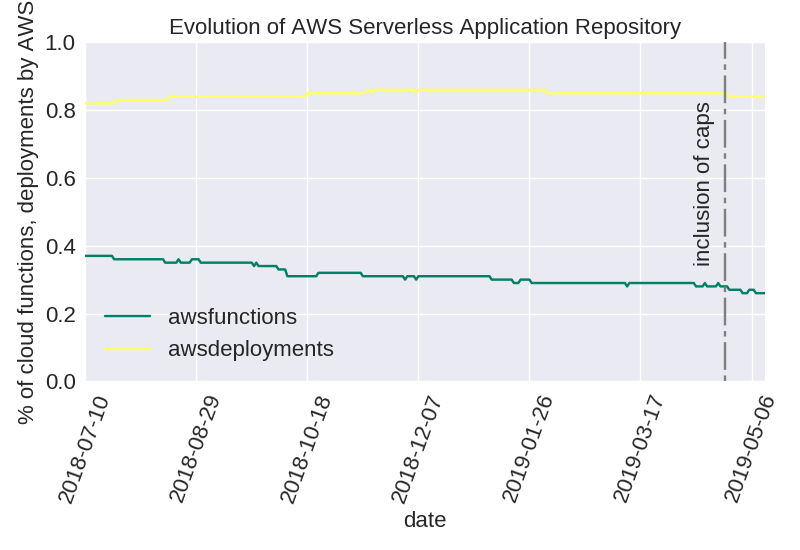 Evolution of AWS Serverless Application Repository
% of cloud functions, deployments by AWS
1.0
0.8
0.6
0.4
0.2
0.0
inclusion of caps
awsfunctions
awsdeployments
2018-07-10
2018-08-29
2018-10-18
2018-12-07
2019-01-26
2019-03-17
2019-05-06
date